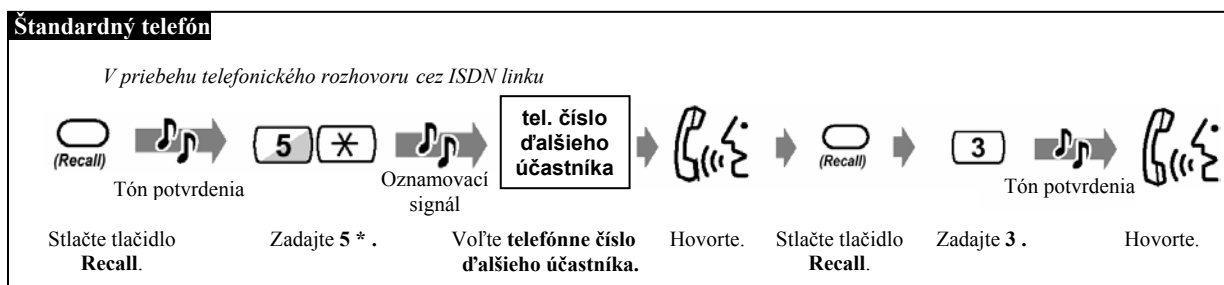 Štandardný telefón
V priebehu telefonického rozhovoru cez ISDN linku
(Recall)
Tón potvrdenia
5 *
Oznamovací
signál
tel. číslo
ďalšieho
účastníka
(Recall)
3
Tón potvrdenia
Stlačte tlačidlo
Recall.
Zadajte 5 * .
Voľte telefónne číslo
ďalšieho účastníka.
Hovorte.
Stlačte tlačidlo
Recall.
Zadajte 3 .
Hovorte.